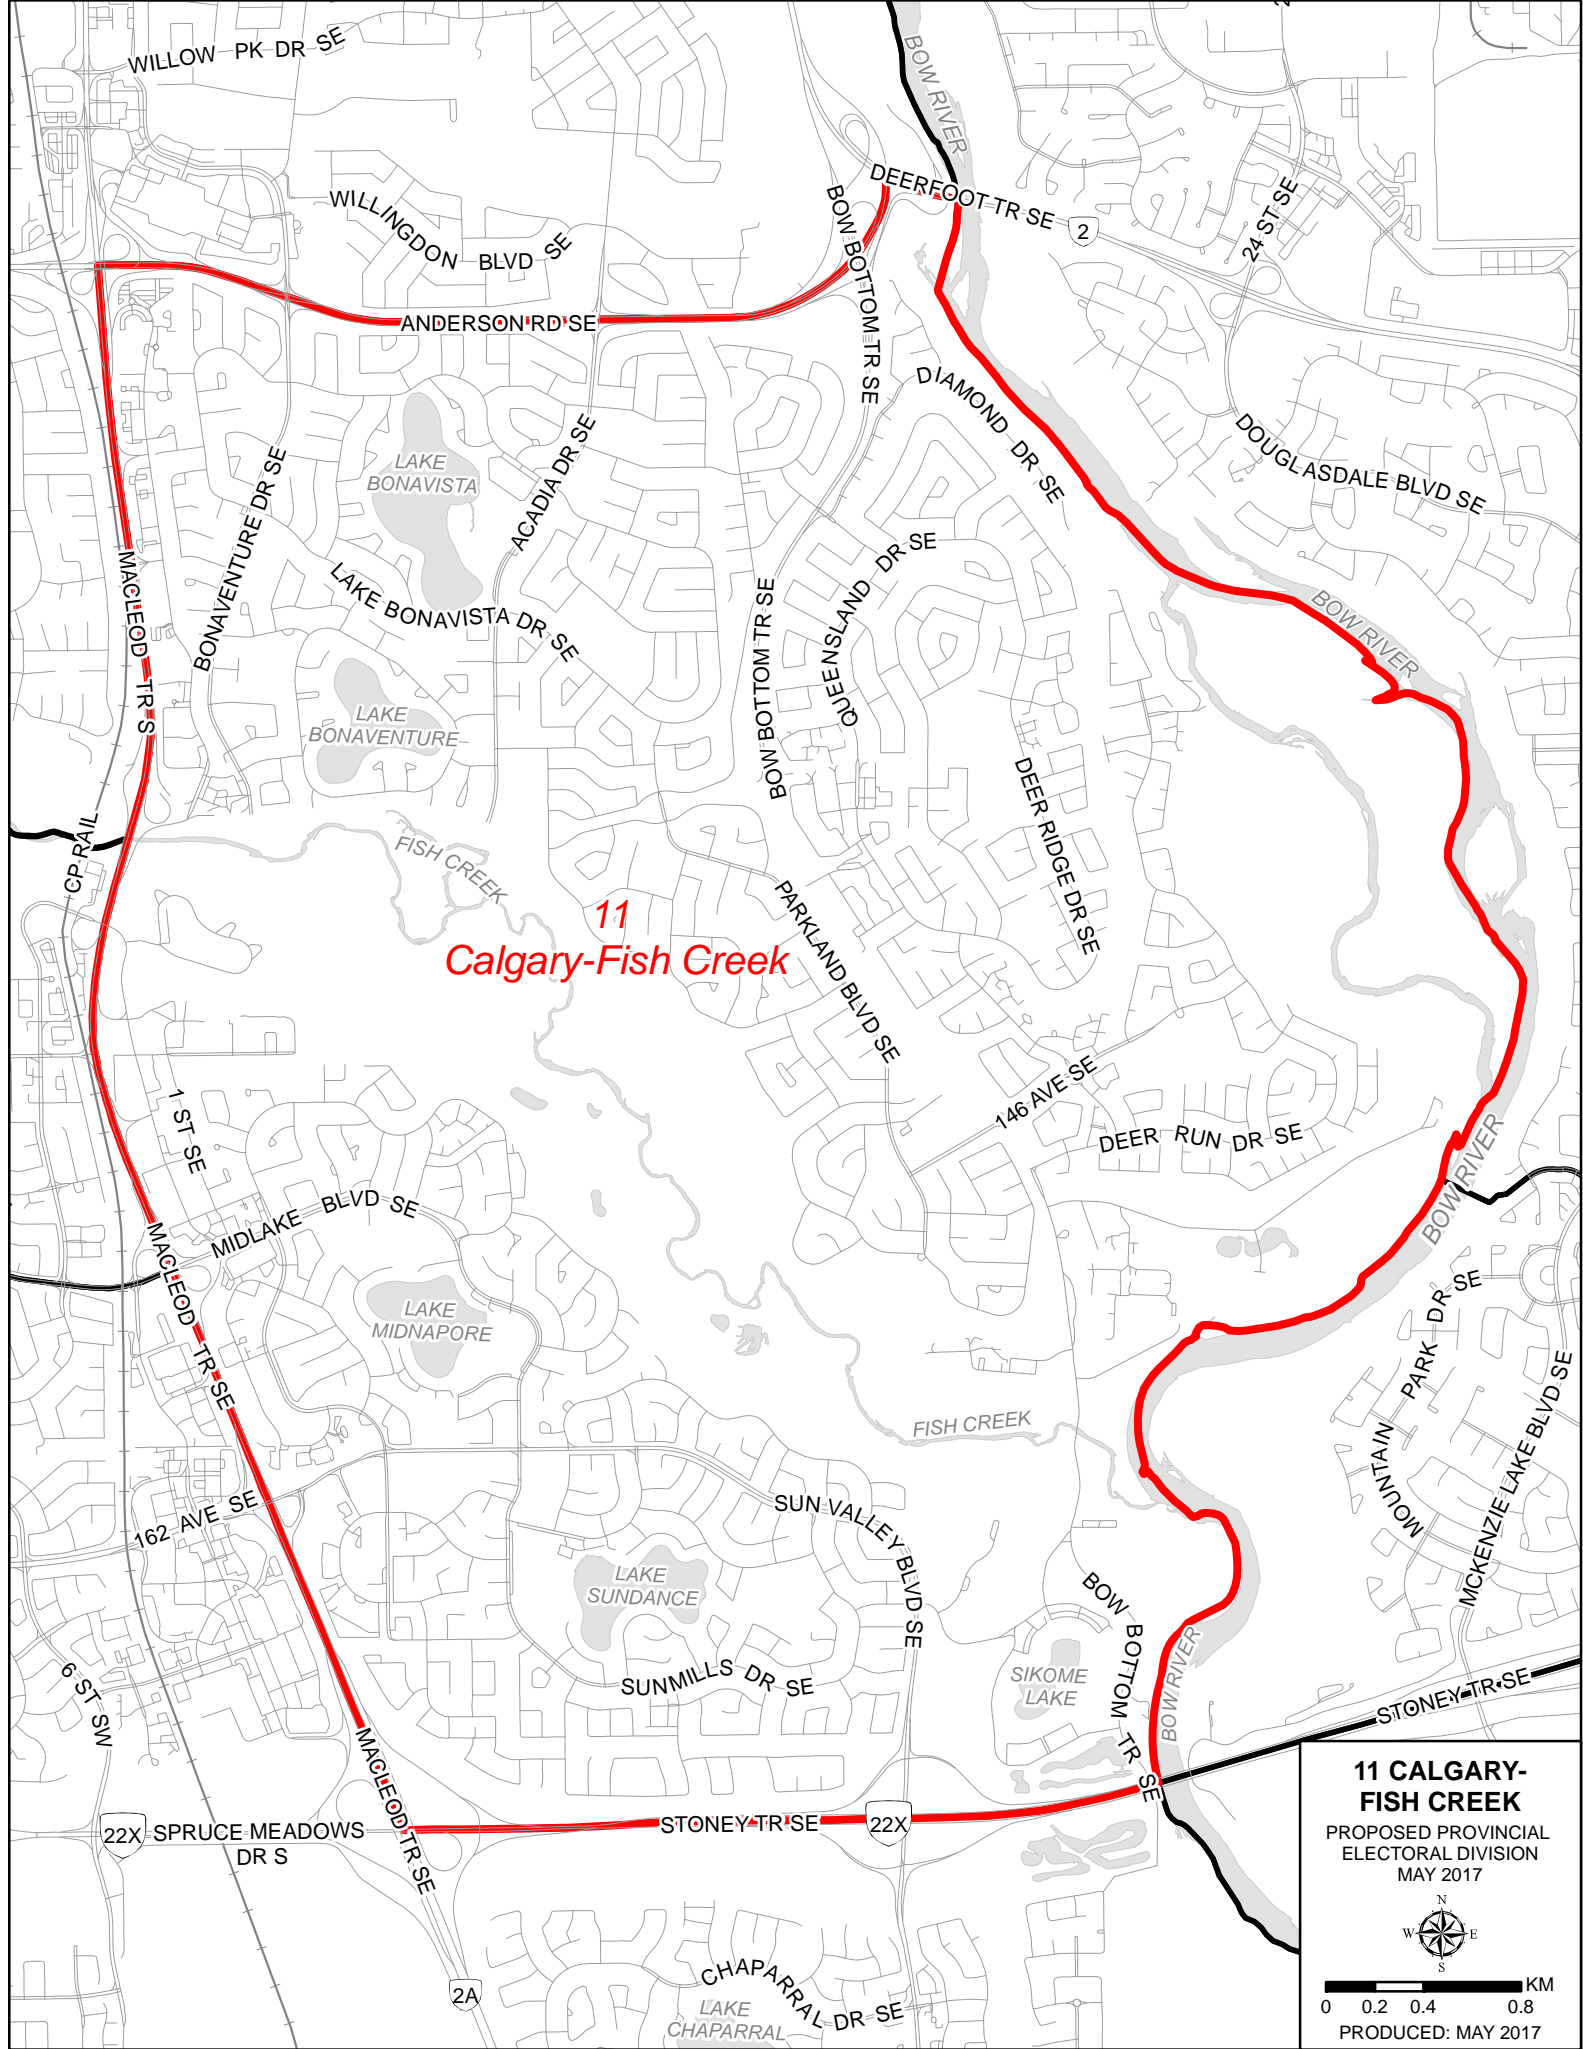 WILLOW PK DR SE
BOW RIVER
DEERFOOT TR SE
2
24 ST SE
WILLINGDON BLVD SE
BOW BOTTOM TR SE
ANDERSON RD SE
DIAMOND DR SE
DOUGLASDALE BLVD SE
LAKE
BONAVISTA
ACADIA DR SE
BONAVENTURE DR SE
MACLEOD TR S
LAKE BONAVISTA DR SE
QUEENSLAND DR SE
BOW BOTTOM TR SE
BOW RIVER
LAKE
BONAVENTURE
DEER RIDGE DR SE
CP RAIL
FISH CREEK
11
Calgary-Fish Creek
PARKLAND BLVD SE
1 ST SE
146 AVE SE
DEER RUN DR SE
BOW RIVER
MIDLAKE BLVD SE
MACLEOD TR SE
LAKE
MIDNAPORE
MOUNTAIN PARK DR SE
MCKENZIE LAKE BLVD SE
FISH CREEK
162 AVE SE
SUN VALLEY BLVD SE
LAKE
SUNDANCE
BOW BOTTOM TR SE
BOW RIVER
6 ST SW
SUNMILLS DR SE
SIKOME
LAKE
STONEY TR SE
MACLEOD TR SE
22X
SPRUCE MEADOWS
DR S
STONEY TR SE
22X
2A
CHAPARRAL DR SE
LAKE
CHAPARRAL
11 CALGARY-
FISH CREEK
PROPOSED PROVINCIAL
ELECTORAL DIVISION
MAY 2017
N
W E
S
KM
0 0.2 0.4 0.8
PRODUCED: MAY 2017